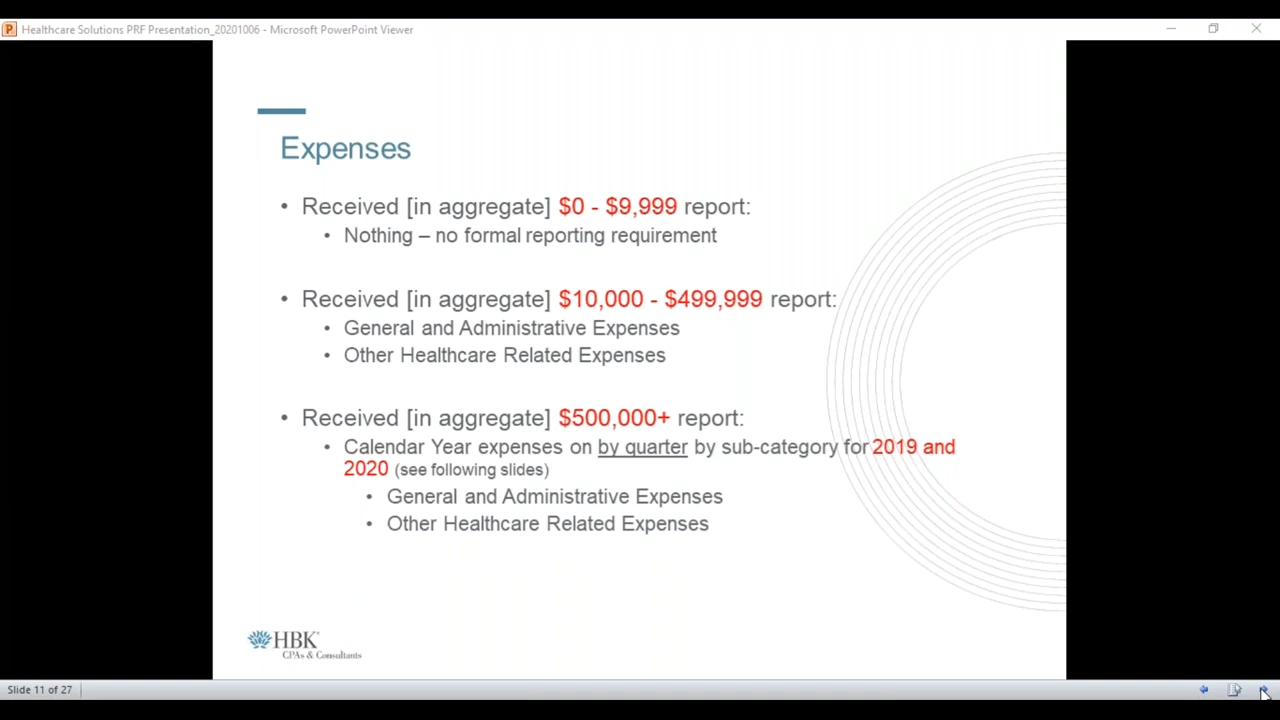 Healthcare Solutions PRF Presentation_20201006 - Microsoft PowerPoint Viewer
Expenses
• Received [in aggregate] $0 - $9,999 report:
• Nothing – no formal reporting requirement
• Received [in aggregate] $10,000 - $499,999 report:
• General and Administrative Expenses
• Other Healthcare Related Expenses
• Received [in aggregate] $500,000+ report:
• Calendar Year expenses on by quarter by sub-category for 2019 and
2020 (see following slides)
• General and Administrative Expenses
• Other Healthcare Related Expenses
HBK
CPAs & Consultants
Slide 11 of 27